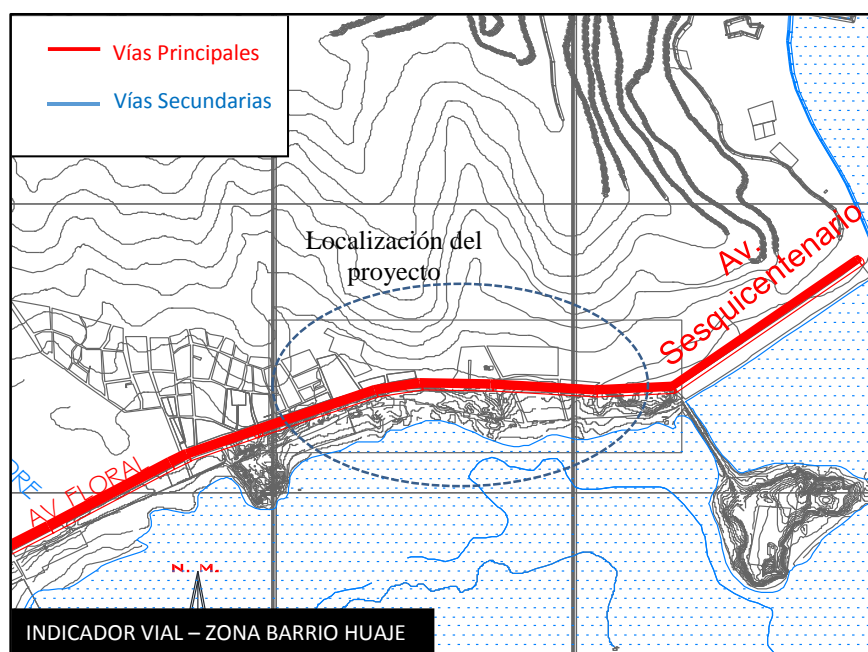 Vías Principales
Vías Secundarias
Localización del
proyecto
Av.
Sesquicentenario
AV. FLORAL
N. M.
INDICADOR VIAL – ZONA BARRIO HUAJE